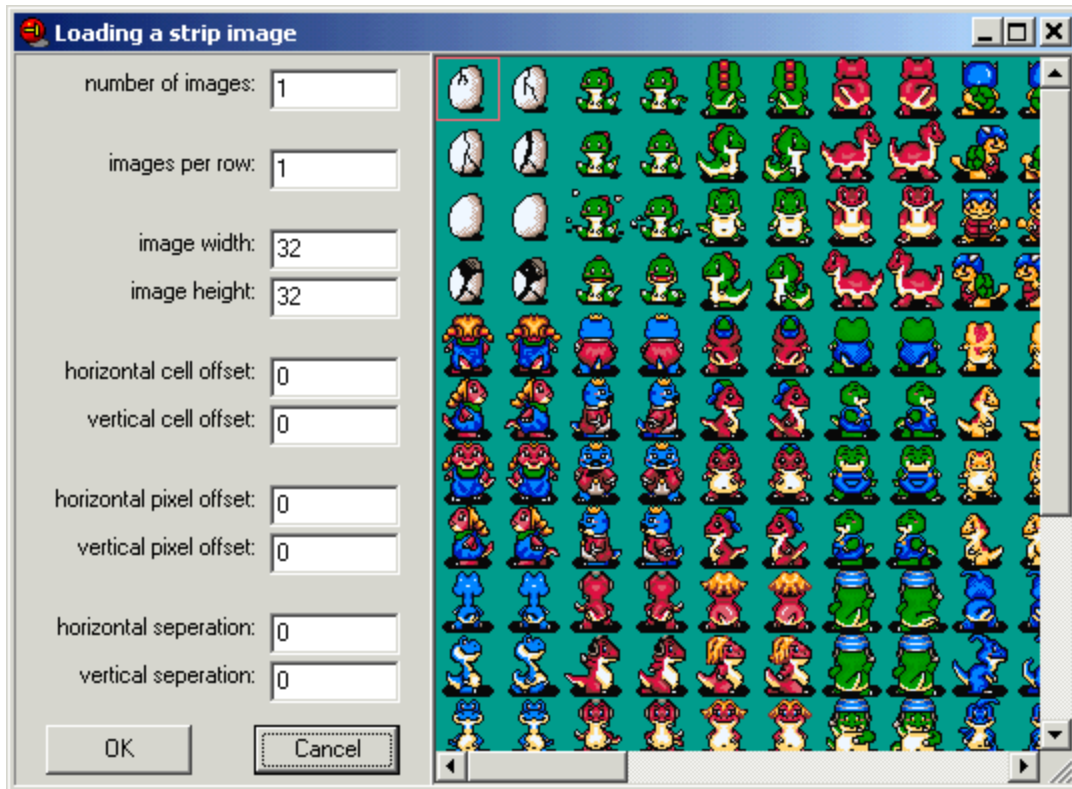 Loading a strip image
number of images: 1
images per row: 1
image width: 32
image height: 32
horizontal cell offset: 0
vertical cell offset: 0
horizontal pixel offset: 0
vertical pixel offset: 0
horizontal seperation: 0
vertical seperation: 0
OK Cancel